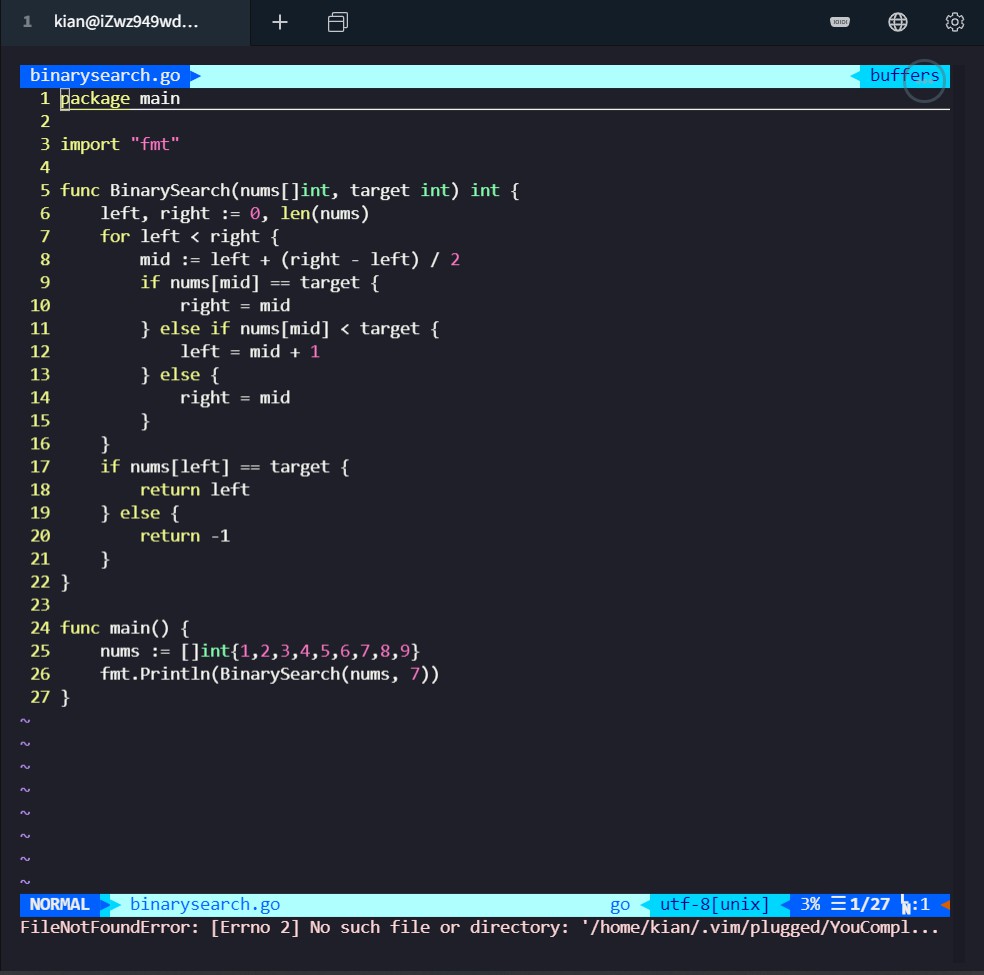 1 kian@iZwz949wd...
binarysearch.go buffers
1 package main
2
3 import "fmt"
4
5 func BinarySearch(nums[]int, target int) int {
6     left, right := 0, len(nums)
7     for left < right {
8         mid := left + (right - left) / 2
9         if nums[mid] == target {
10             right = mid
11         } else if nums[mid] < target {
12             left = mid + 1
13         } else {
14             right = mid
15         }
16     }
17     if nums[left] == target {
18         return left
19     } else {
20         return -1
21     }
22 }
23
24 func main() {
25     nums := []int{1,2,3,4,5,6,7,8,9}
26     fmt.Println(BinarySearch(nums, 7))
27 }
~
~
~
~
~
~
~
~
NORMAL binarysearch.go go utf-8[unix] 3% ☰ 1/27 :1
FileNotFoundError: [Errno 2] No such file or directory: '/home/kian/.vim/plugged/YouCompl...